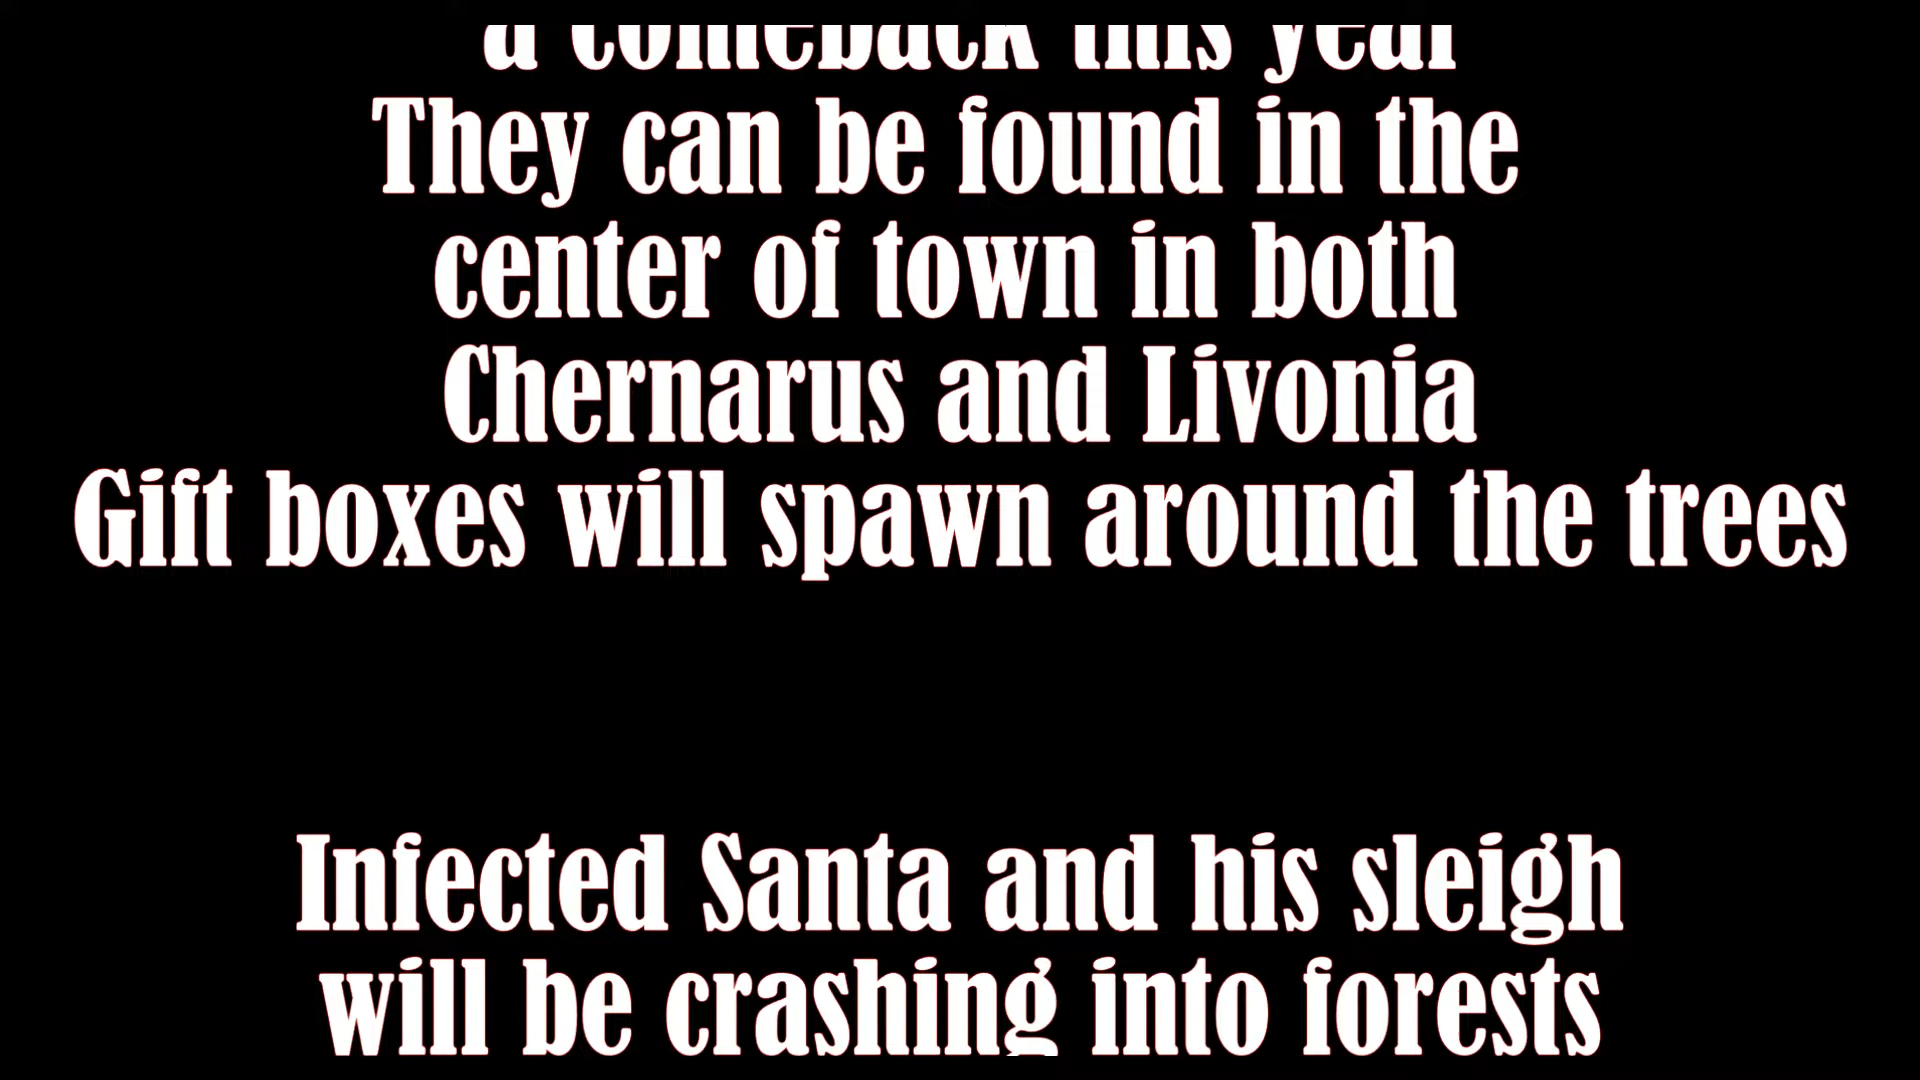 a comeback this year
They can be found in the
center of town in both
Chernarus and Livonia
Gift boxes will spawn around the trees
Infected Santa and his sleigh
will be crashing into forests